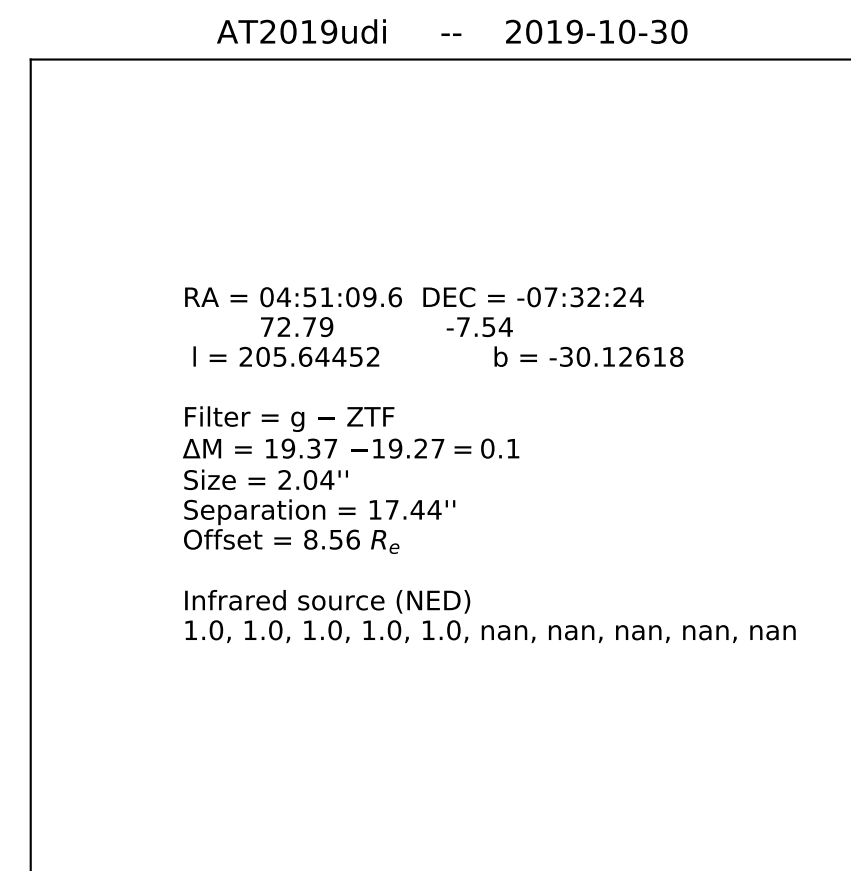 AT2019udi -- 2019-10-30
RA = 04:51:09.6 DEC = -07:32:24
72.79 -7.54
l = 205.64452 b = -30.12618
Filter = g − ZTF
ΔM = 19.37 −19.27 = 0.1
Size = 2.04''
Separation = 17.44''
Offset = 8.56 Rₑ
Infrared source (NED)
1.0, 1.0, 1.0, 1.0, 1.0, nan, nan, nan, nan, nan